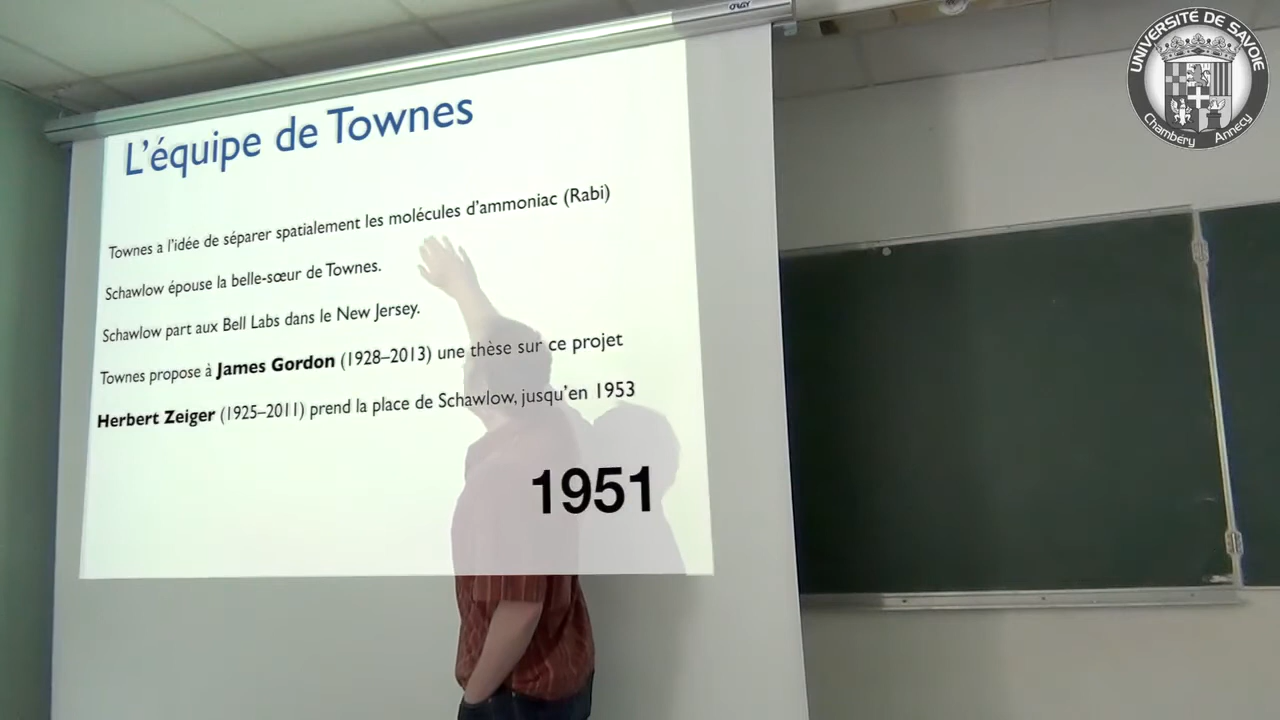 ORAY
UNIVERSITÉ DE SAVOIE
Chambéry Annecy
L'équipe de Townes
Townes a l'idée de séparer spatialement les molécules d'ammoniac (Rabi)
Schawlow épouse la belle-sœur de Townes.
Schawlow part aux Bell Labs dans le New Jersey.
Townes propose à James Gordon (1928–2013) une thèse sur ce projet
Herbert Zeiger (1925–2011) prend la place de Schawlow, jusqu'en 1953
1951